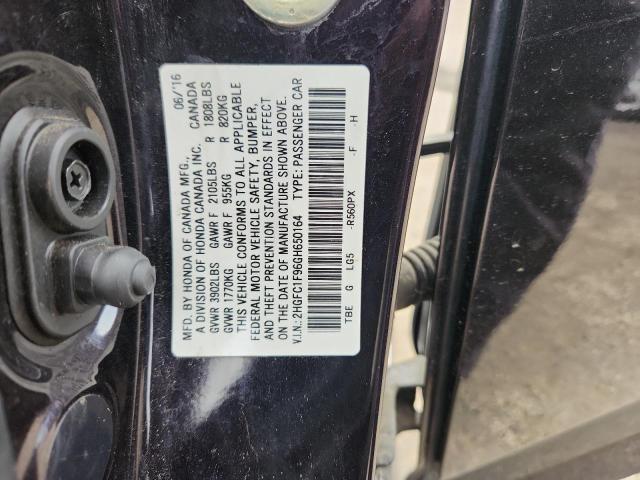 MFD. BY HONDA OF CANADA MFG., 06/'16
A DIVISION OF HONDA CANADA INC. CANADA
GVWR 3902LBS GAWR F 2105LBS R 1808LBS
GVWR 1770KG GAWR F 955KG R 820KG
THIS VEHICLE CONFORMS TO ALL APPLICABLE
FEDERAL MOTOR VEHICLE SAFETY, BUMPER,
AND THEFT PREVENTION STANDARDS IN EFFECT
ON THE DATE OF MANUFACTURE SHOWN ABOVE.
V.I.N.: 2HGFC1F96GH650164 TYPE: PASSENGER CAR
TBE G LG5 -R560PX -F -H